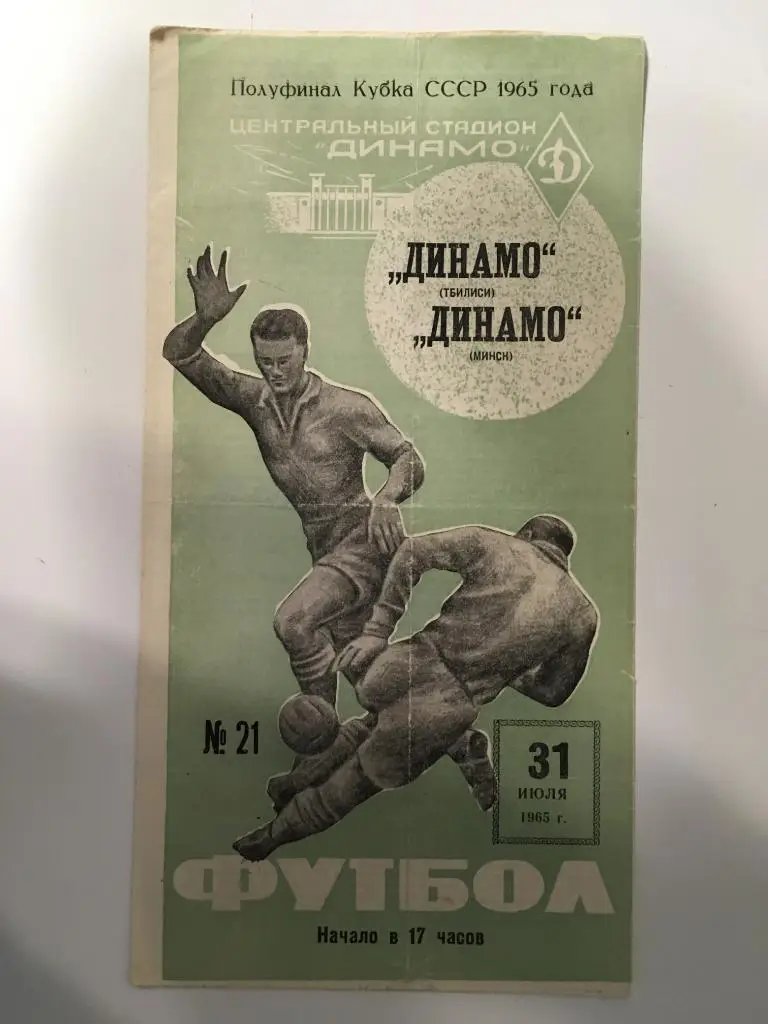 Полуфинал Кубка СССР 1965 года
ЦЕНТРАЛЬНЫЙ СТАДИОН
"ДИНАМО"
Д
„ДИНАМО“
(ТБИЛИСИ)
„ДИНАМО“
(МИНСК)
№ 21
31
ИЮЛЯ
1965 г.
ФУТБОЛ
Начало в 17 часов